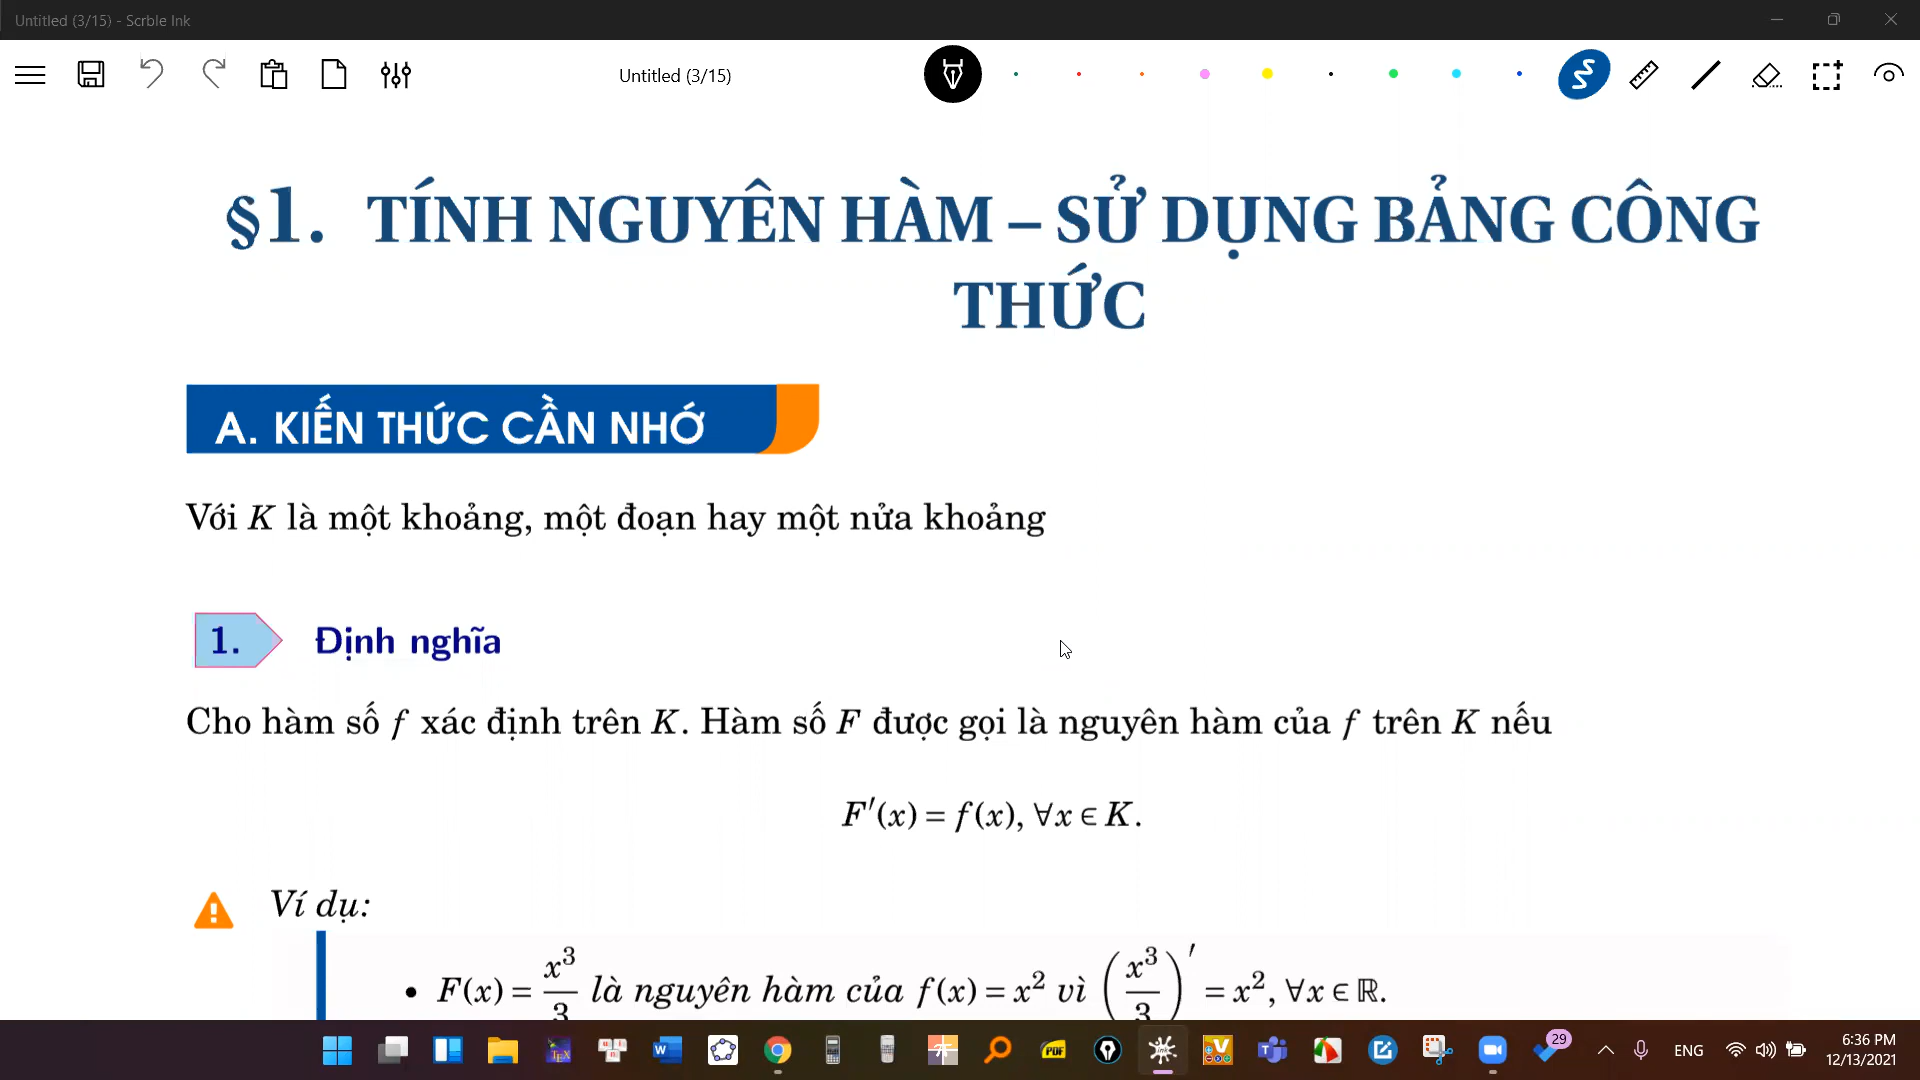 Untitled (3/15) - Scrble Ink
Untitled (3/15)
§1. TÍNH NGUYÊN HÀM – SỬ DỤNG BẢNG CÔNG
THỨC
A. KIẾN THỨC CẦN NHỚ
Với K là một khoảng, một đoạn hay một nửa khoảng
1. Định nghĩa
Cho hàm số f xác định trên K. Hàm số F được gọi là nguyên hàm của f trên K nếu
F′(x) = f(x), ∀x ∈ K.
Ví dụ:
• F(x) = x³/3 là nguyên hàm của f(x) = x² vì (x³/3)′ = x², ∀x ∈ ℝ.
29
ENG
6:36 PM
12/13/2021